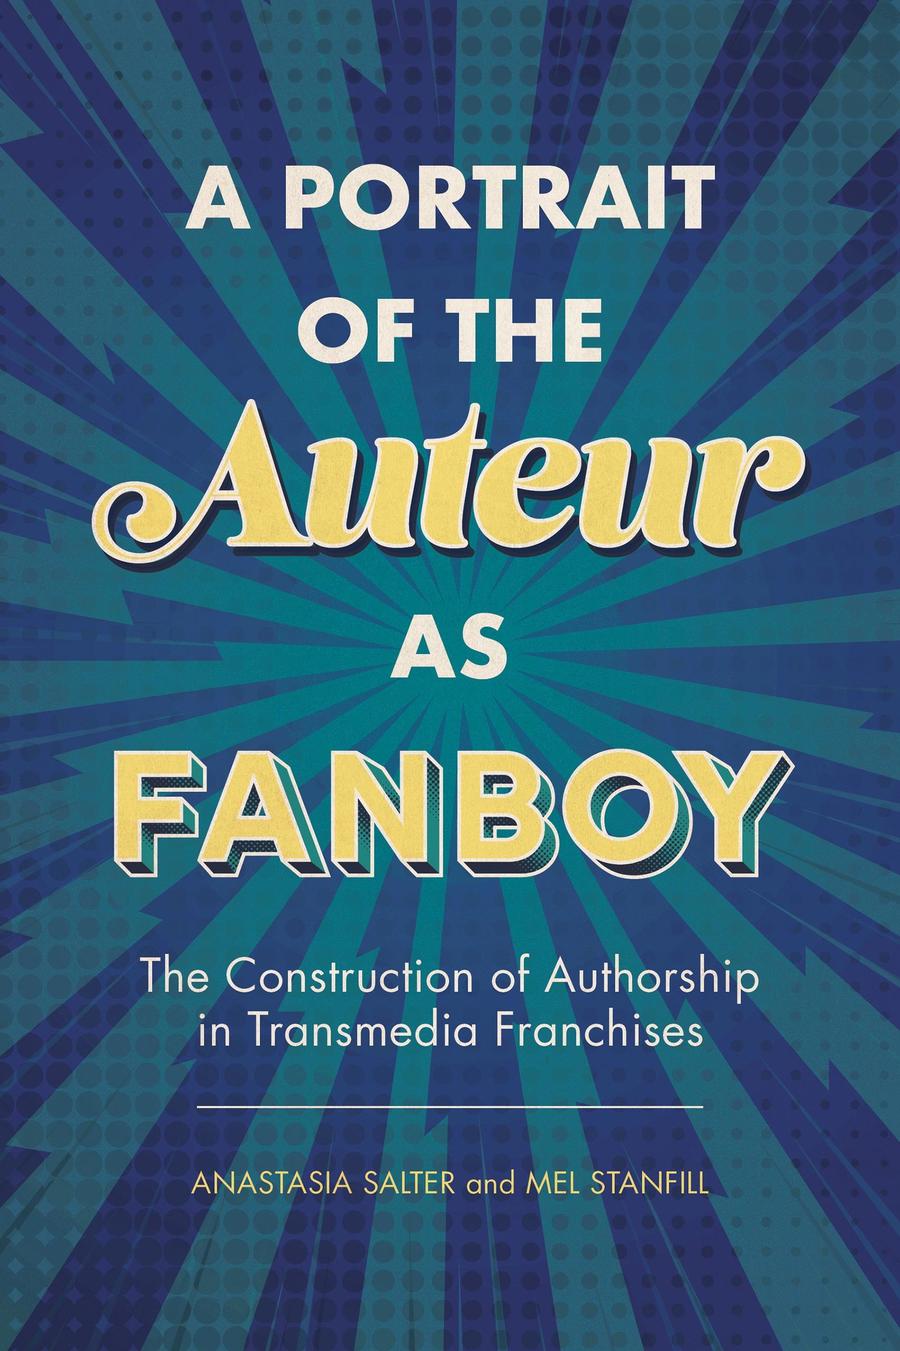 A PORTRAIT
OF THE
Auteur
AS
FANBOY
The Construction of Authorship
in Transmedia Franchises
ANASTASIA SALTER and MEL STANFILL